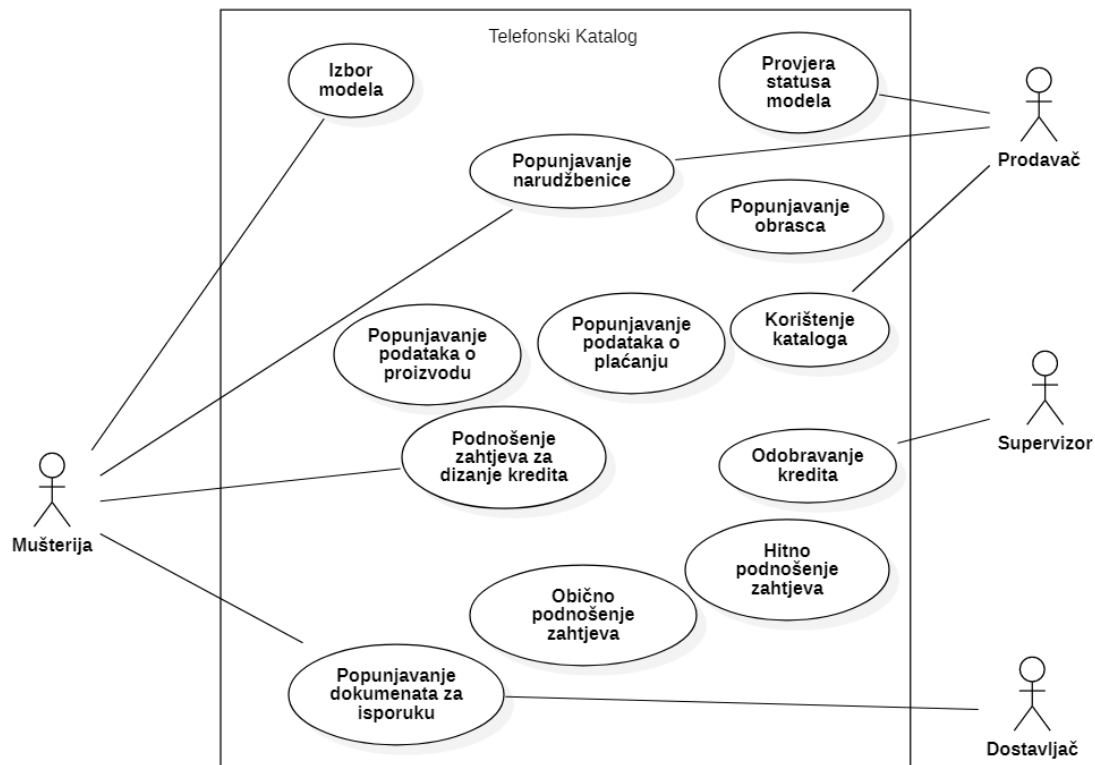 Telefonski Katalog
Izbor
modela
Provjera
statusa
modela
Prodavač
Popunjavanje
narudžbenice
Popunjavanje
obrasca
Popunjavanje
podataka o
proizvodu
Popunjavanje
podataka o
plaćanju
Korištenje
kataloga
Supervizor
Podnošenje
zahtjeva za
dizanje kredita
Odobravanje
kredita
Mušterija
Hitno
podnošenje
zahtjeva
Obično
podnošenje
zahtjeva
Popunjavanje
dokumenata za
isporuku
Dostavljač